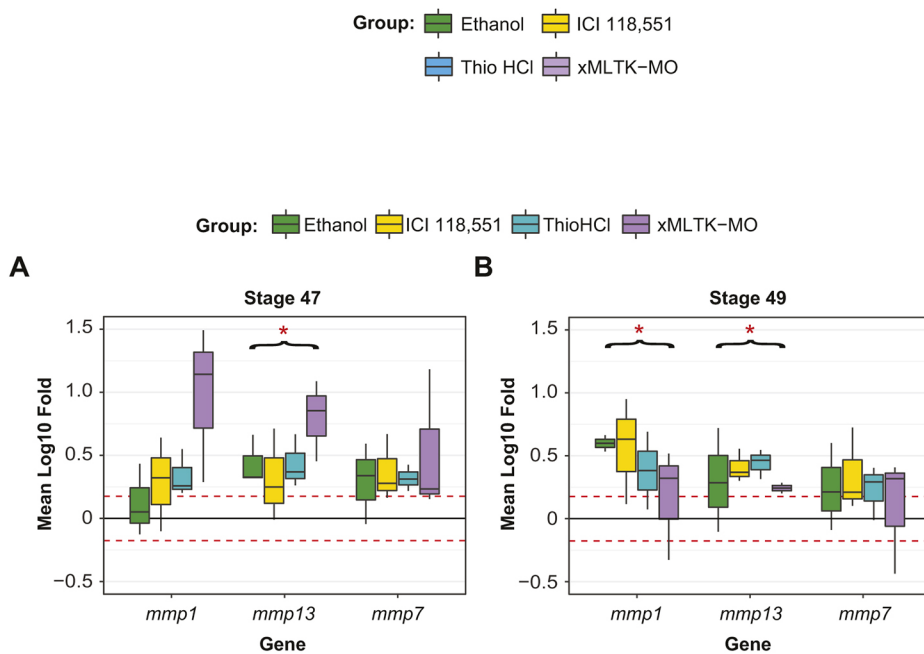 Group: Ethanol ICI 118,551
Thio HCl xMLTK−MO
Group: Ethanol ICI 118,551 ThioHCl xMLTK−MO
A B
Stage 47 Stage 49
* * *
Mean Log10 Fold
1.5
1.0
0.5
0
−0.5
mmp1 mmp13 mmp7
Gene
Mean Log10 Fold
1.5
1.0
0.5
0
−0.5
mmp1 mmp13 mmp7
Gene